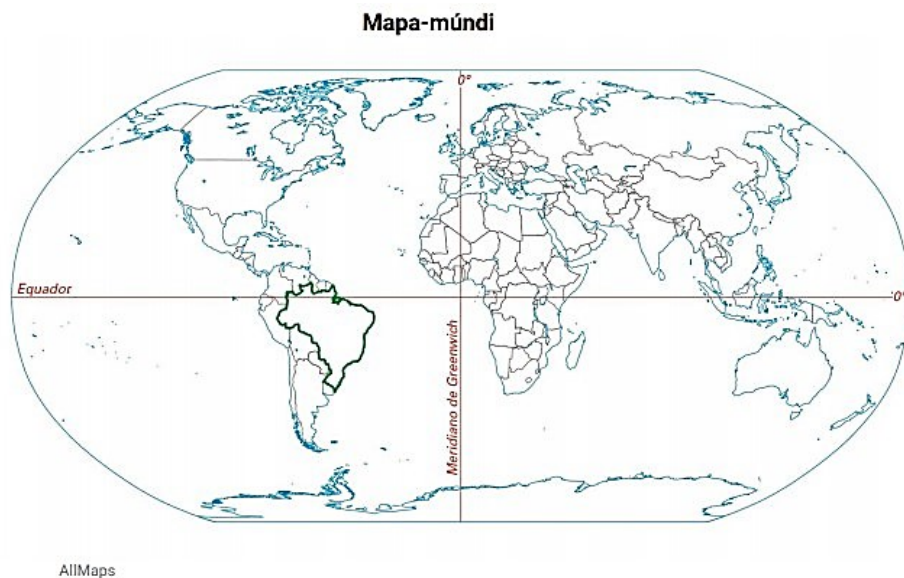 Mapa-múndi
0°
Equador
0°
Meridiano de Greenwich
AllMaps